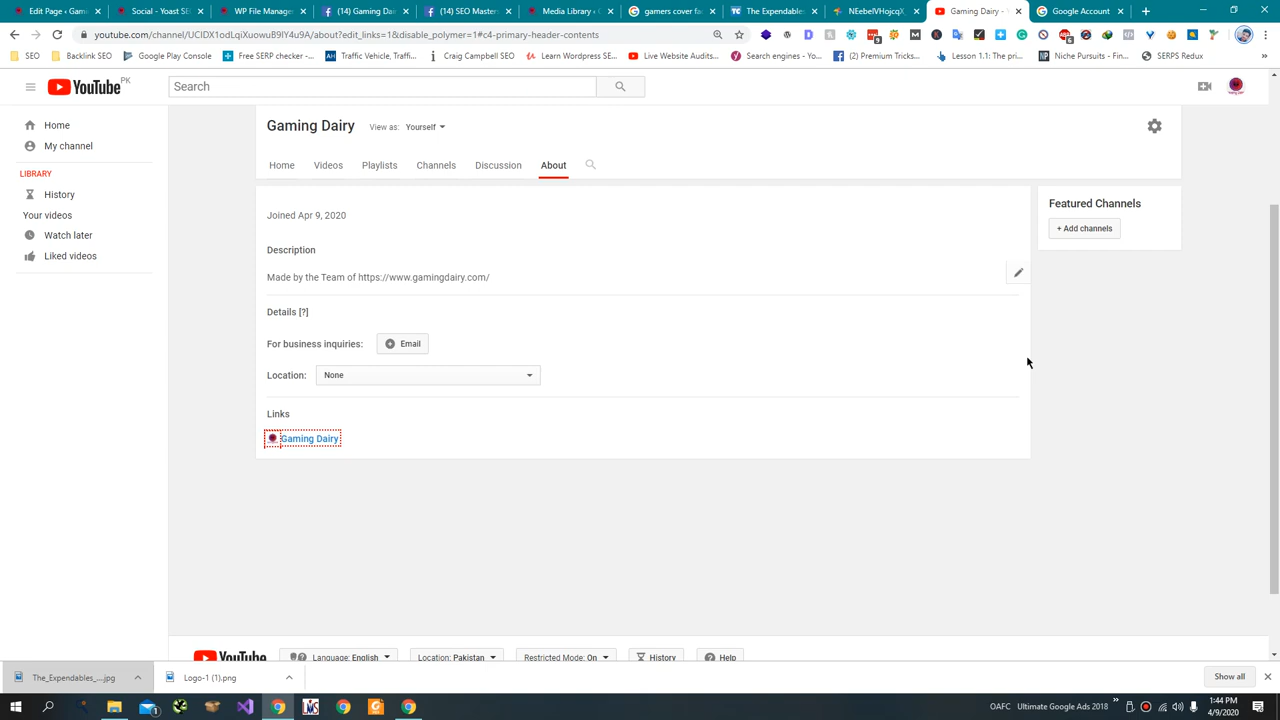 Edit Page ‹ Gam
Social - Yoast SEO
WP File Manage
(14) Gaming Dai
(14) SEO Master
Media Library ‹ G
gamers cover fa
The Expendable
NEebelVHojcqX
Gaming Dairy -
Google Account
youtube.com/channel/UCIDX1odLqiXuowuB9lY4djA/about?edit_links=1&disable_polymer=1#c4-primary-header-contents
SEO
Backlink SEO
Google Play Console
Free SERP checker -...
Traffic Vehicle, Traffi...
Craig Campbell SEO
Learn Wordpress SE...
Live Website Audits...
Search engines - Yo...
(2) Premium Tricks...
Lesson 1.1: The pri...
Niche Pursuits - Fin...
SERPS Redux
»
YouTube PK
Search
Home
My channel
LIBRARY
History
Your videos
Watch later
Liked videos
Gaming Dairy
View as: Yourself
Home
Videos
Playlists
Channels
Discussion
About
Joined Apr 9, 2020
Description
Made by the Team of https://www.gamingdairy.com/
Details [?]
For business inquiries:
Email
Location:
None
Links
Gaming Dairy
Featured Channels
+ Add channels
YouTube
Language: English
Location: Pakistan
Restricted Mode: On
History
Help
The_Expendables_....jpg
Logo-1 (1).png
Show all
OAFC
Ultimate Google Ads 2018
»
1:44 PM
4/9/2020